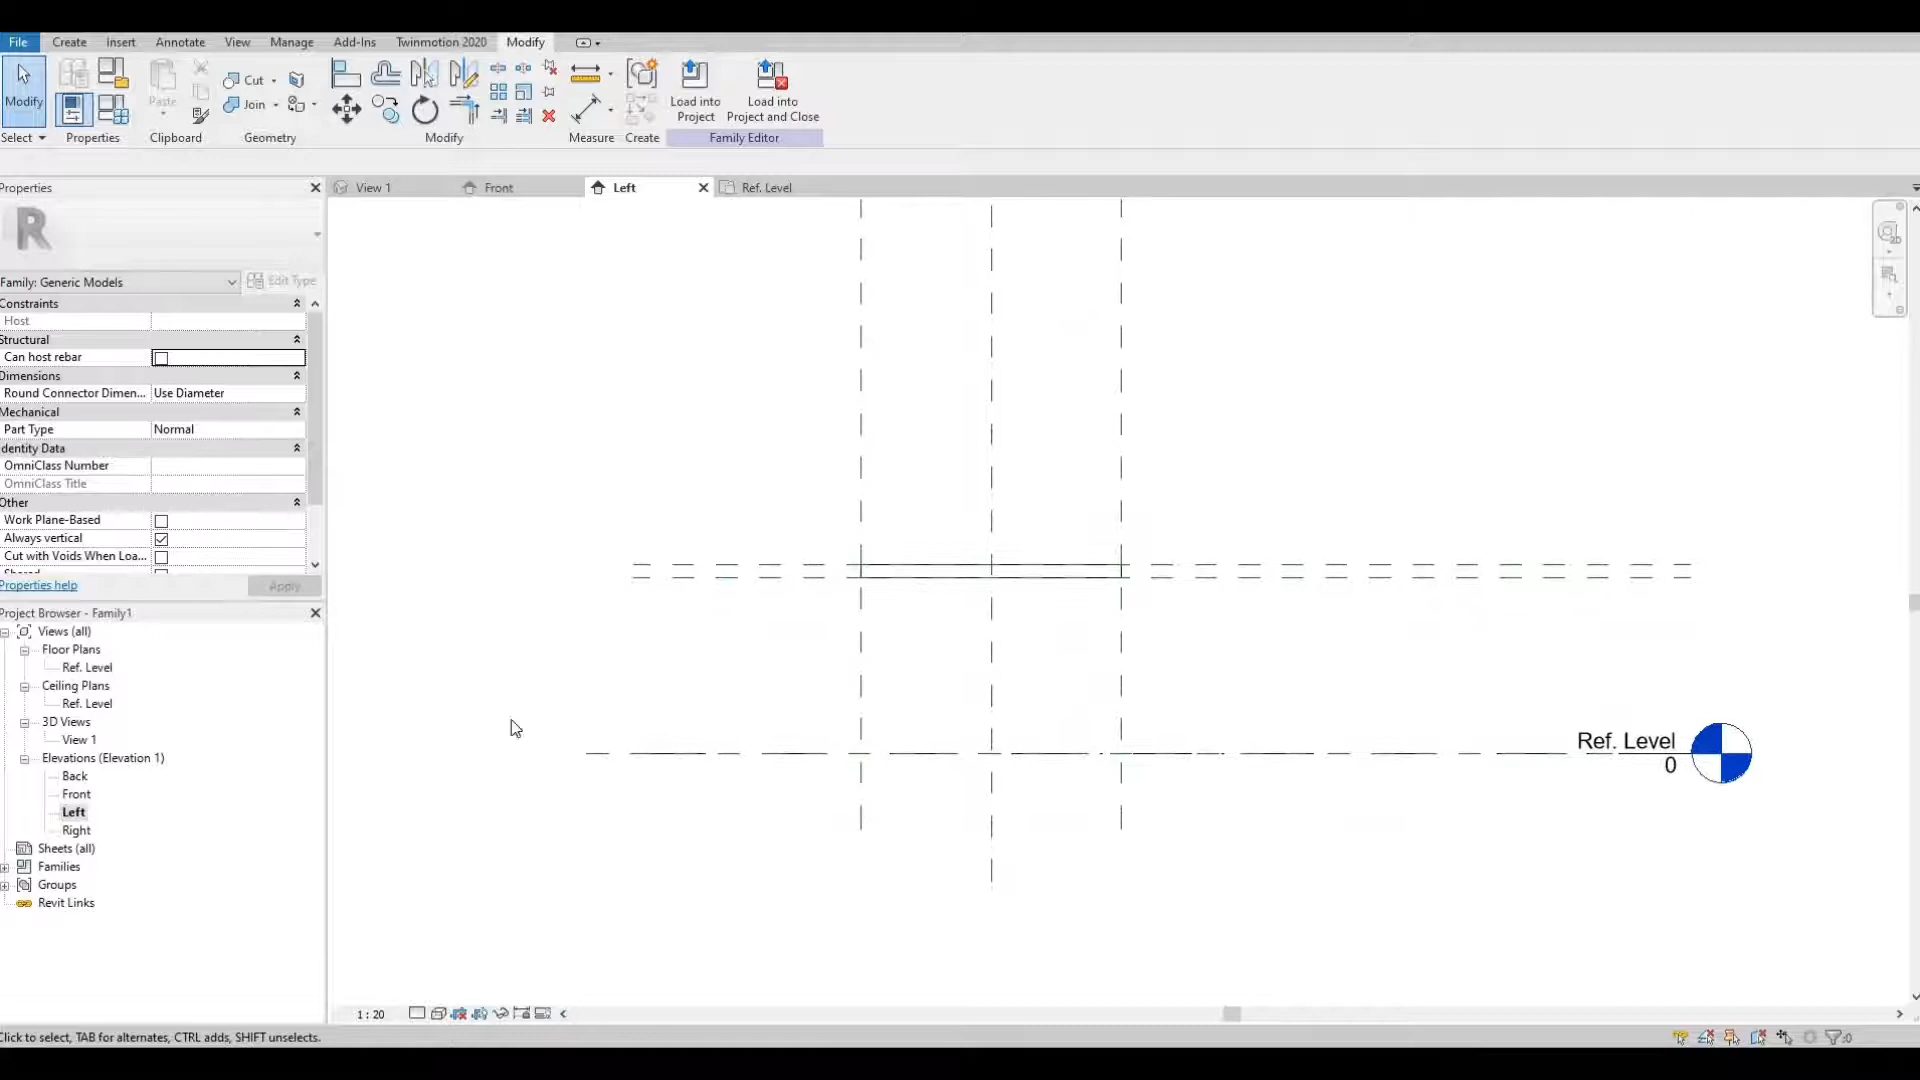 File Create Insert Annotate View Manage Add-Ins Twinmotion 2020 Modify
Modify
Paste
Cut
Join
Load into Project
Load into Project and Close
Select Properties Clipboard Geometry Modify Measure Create Family Editor
Properties
View 1 Front Left Ref. Level
R
Family: Generic Models Edit Type
Constraints
Host
Structural
Can host rebar
Dimensions
Round Connector Dimen... Use Diameter
Mechanical
Part Type Normal
dentity Data
OmniClass Number
OmniClass Title
Other
Work Plane-Based
Always vertical
Cut with Voids When Loa...
Properties help Apply
Project Browser - Family1
Views (all)
Floor Plans
Ref. Level
Ceiling Plans
Ref. Level
3D Views
View 1
Elevations (Elevation 1)
Back
Front
Left
Right
Sheets (all)
Families
Groups
Revit Links
Ref. Level
0
1 : 20
Click to select, TAB for alternates, CTRL adds, SHIFT unselects.
:0